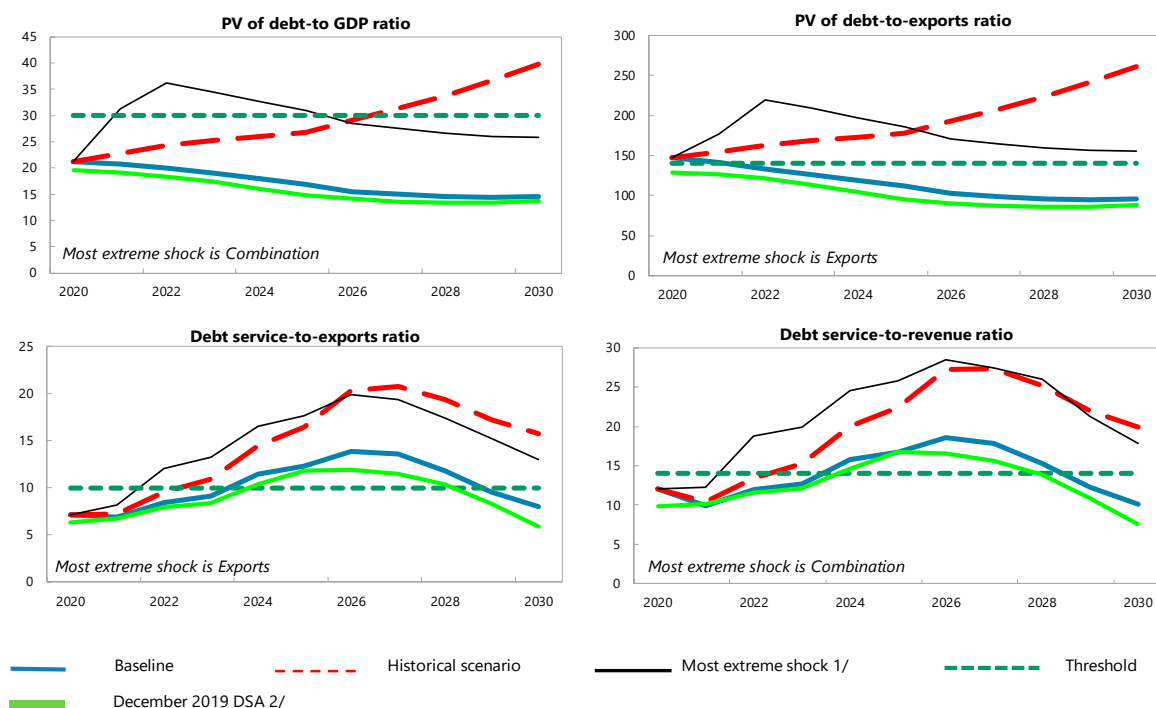 PV of debt-to GDP ratio
45
40
35
30
25
20
15
10
5
0
Most extreme shock is Combination
2020 2022 2024 2026 2028 2030
PV of debt-to-exports ratio
300
250
200
150
100
50
0
Most extreme shock is Exports
2020 2022 2024 2026 2028 2030
Debt service-to-exports ratio
25
20
15
10
5
0
Most extreme shock is Exports
2020 2022 2024 2026 2028 2030
Debt service-to-revenue ratio
30
25
20
15
10
5
0
Most extreme shock is Combination
2020 2022 2024 2026 2028 2030
Baseline Historical scenario Most extreme shock 1/ Threshold
December 2019 DSA 2/